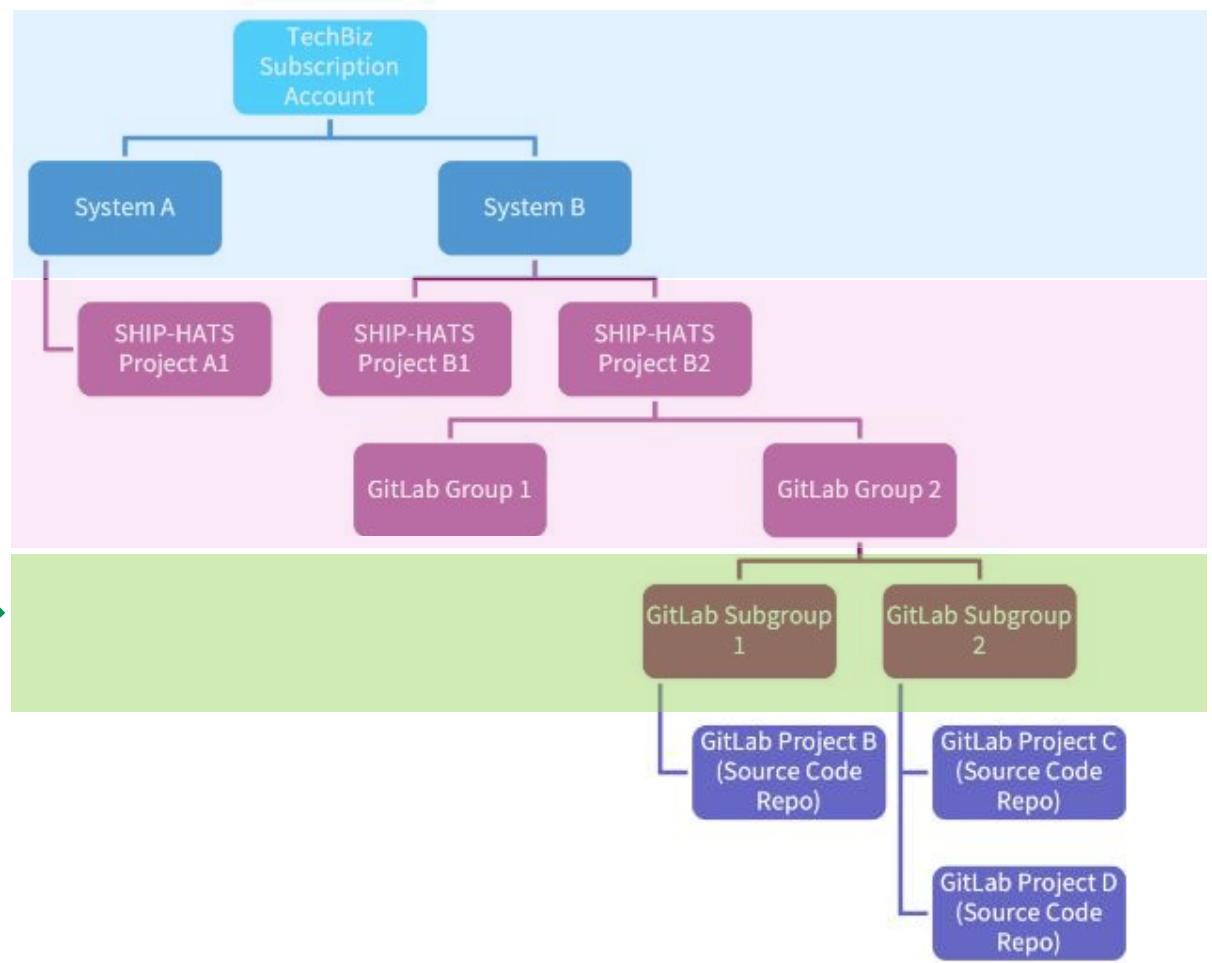 TechBiz
Subscription
Account
System A
System B
SHIP-HATS
Project A1
SHIP-HATS
Project B1
SHIP-HATS
Project B2
GitLab Group 1
GitLab Group 2
GitLab Subgroup
1
GitLab Subgroup
2
GitLab Project B
(Source Code
Repo)
GitLab Project C
(Source Code
Repo)
GitLab Project D
(Source Code
Repo)